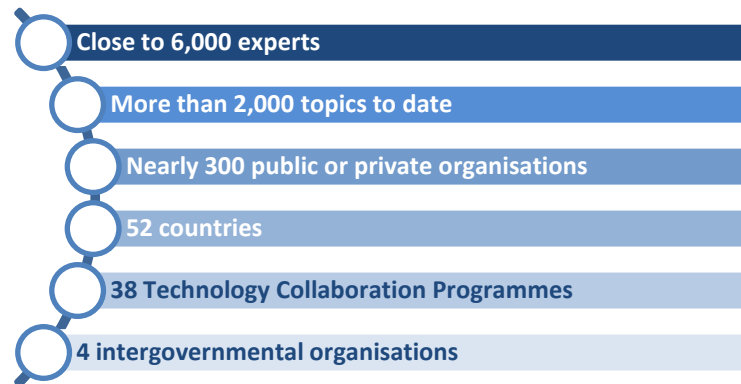 Close to 6,000 experts
More than 2,000 topics to date
Nearly 300 public or private organisations
52 countries
38 Technology Collaboration Programmes
4 intergovernmental organisations